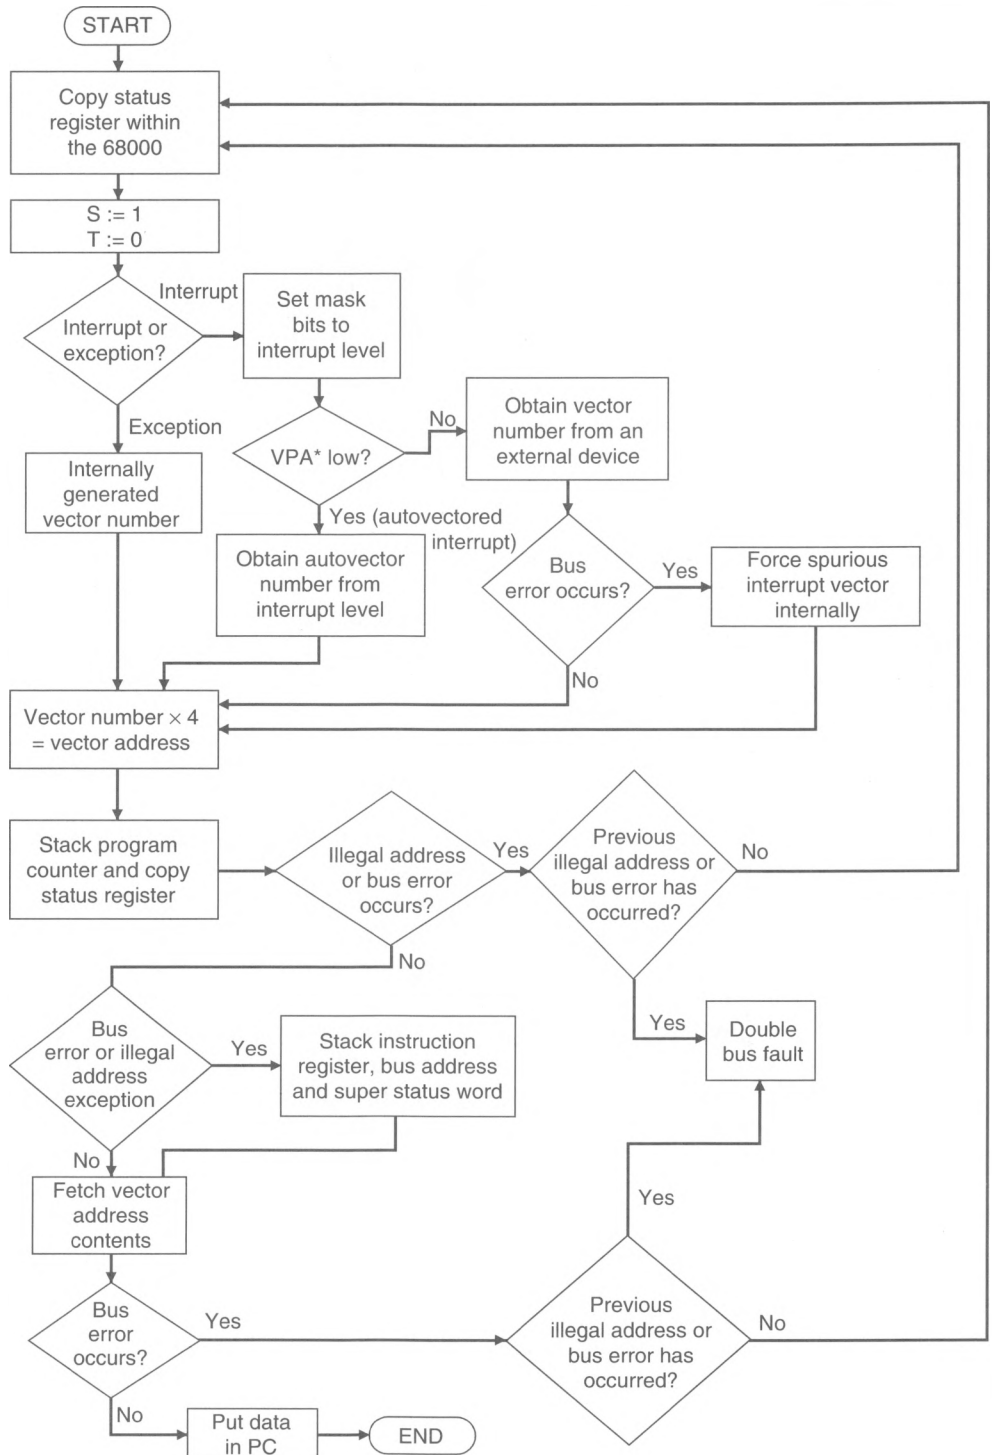 START
Copy status
register within
the 68000
S := 1
T := 0
Interrupt or
exception?
Interrupt
Set mask
bits to
interrupt level
Exception
Internally
generated
vector number
VPA* low?
No
Obtain vector
number from an
external device
Yes (autovectored
interrupt)
Obtain autovector
number from
interrupt level
Bus
error occurs?
Yes
Force spurious
interrupt vector
internally
No
Vector number × 4
= vector address
Stack program
counter and copy
status register
Illegal address
or bus error
occurs?
Yes
Previous
illegal address or
bus error has
occurred?
No
No
Yes
Double
bus fault
Bus
error or illegal
address
exception
Yes
Stack instruction
register, bus address
and super status word
No
Fetch vector
address
contents
Bus
error
occurs?
Yes
Previous
illegal address or
bus error has
occurred?
Yes
No
No
Put data
in PC
END